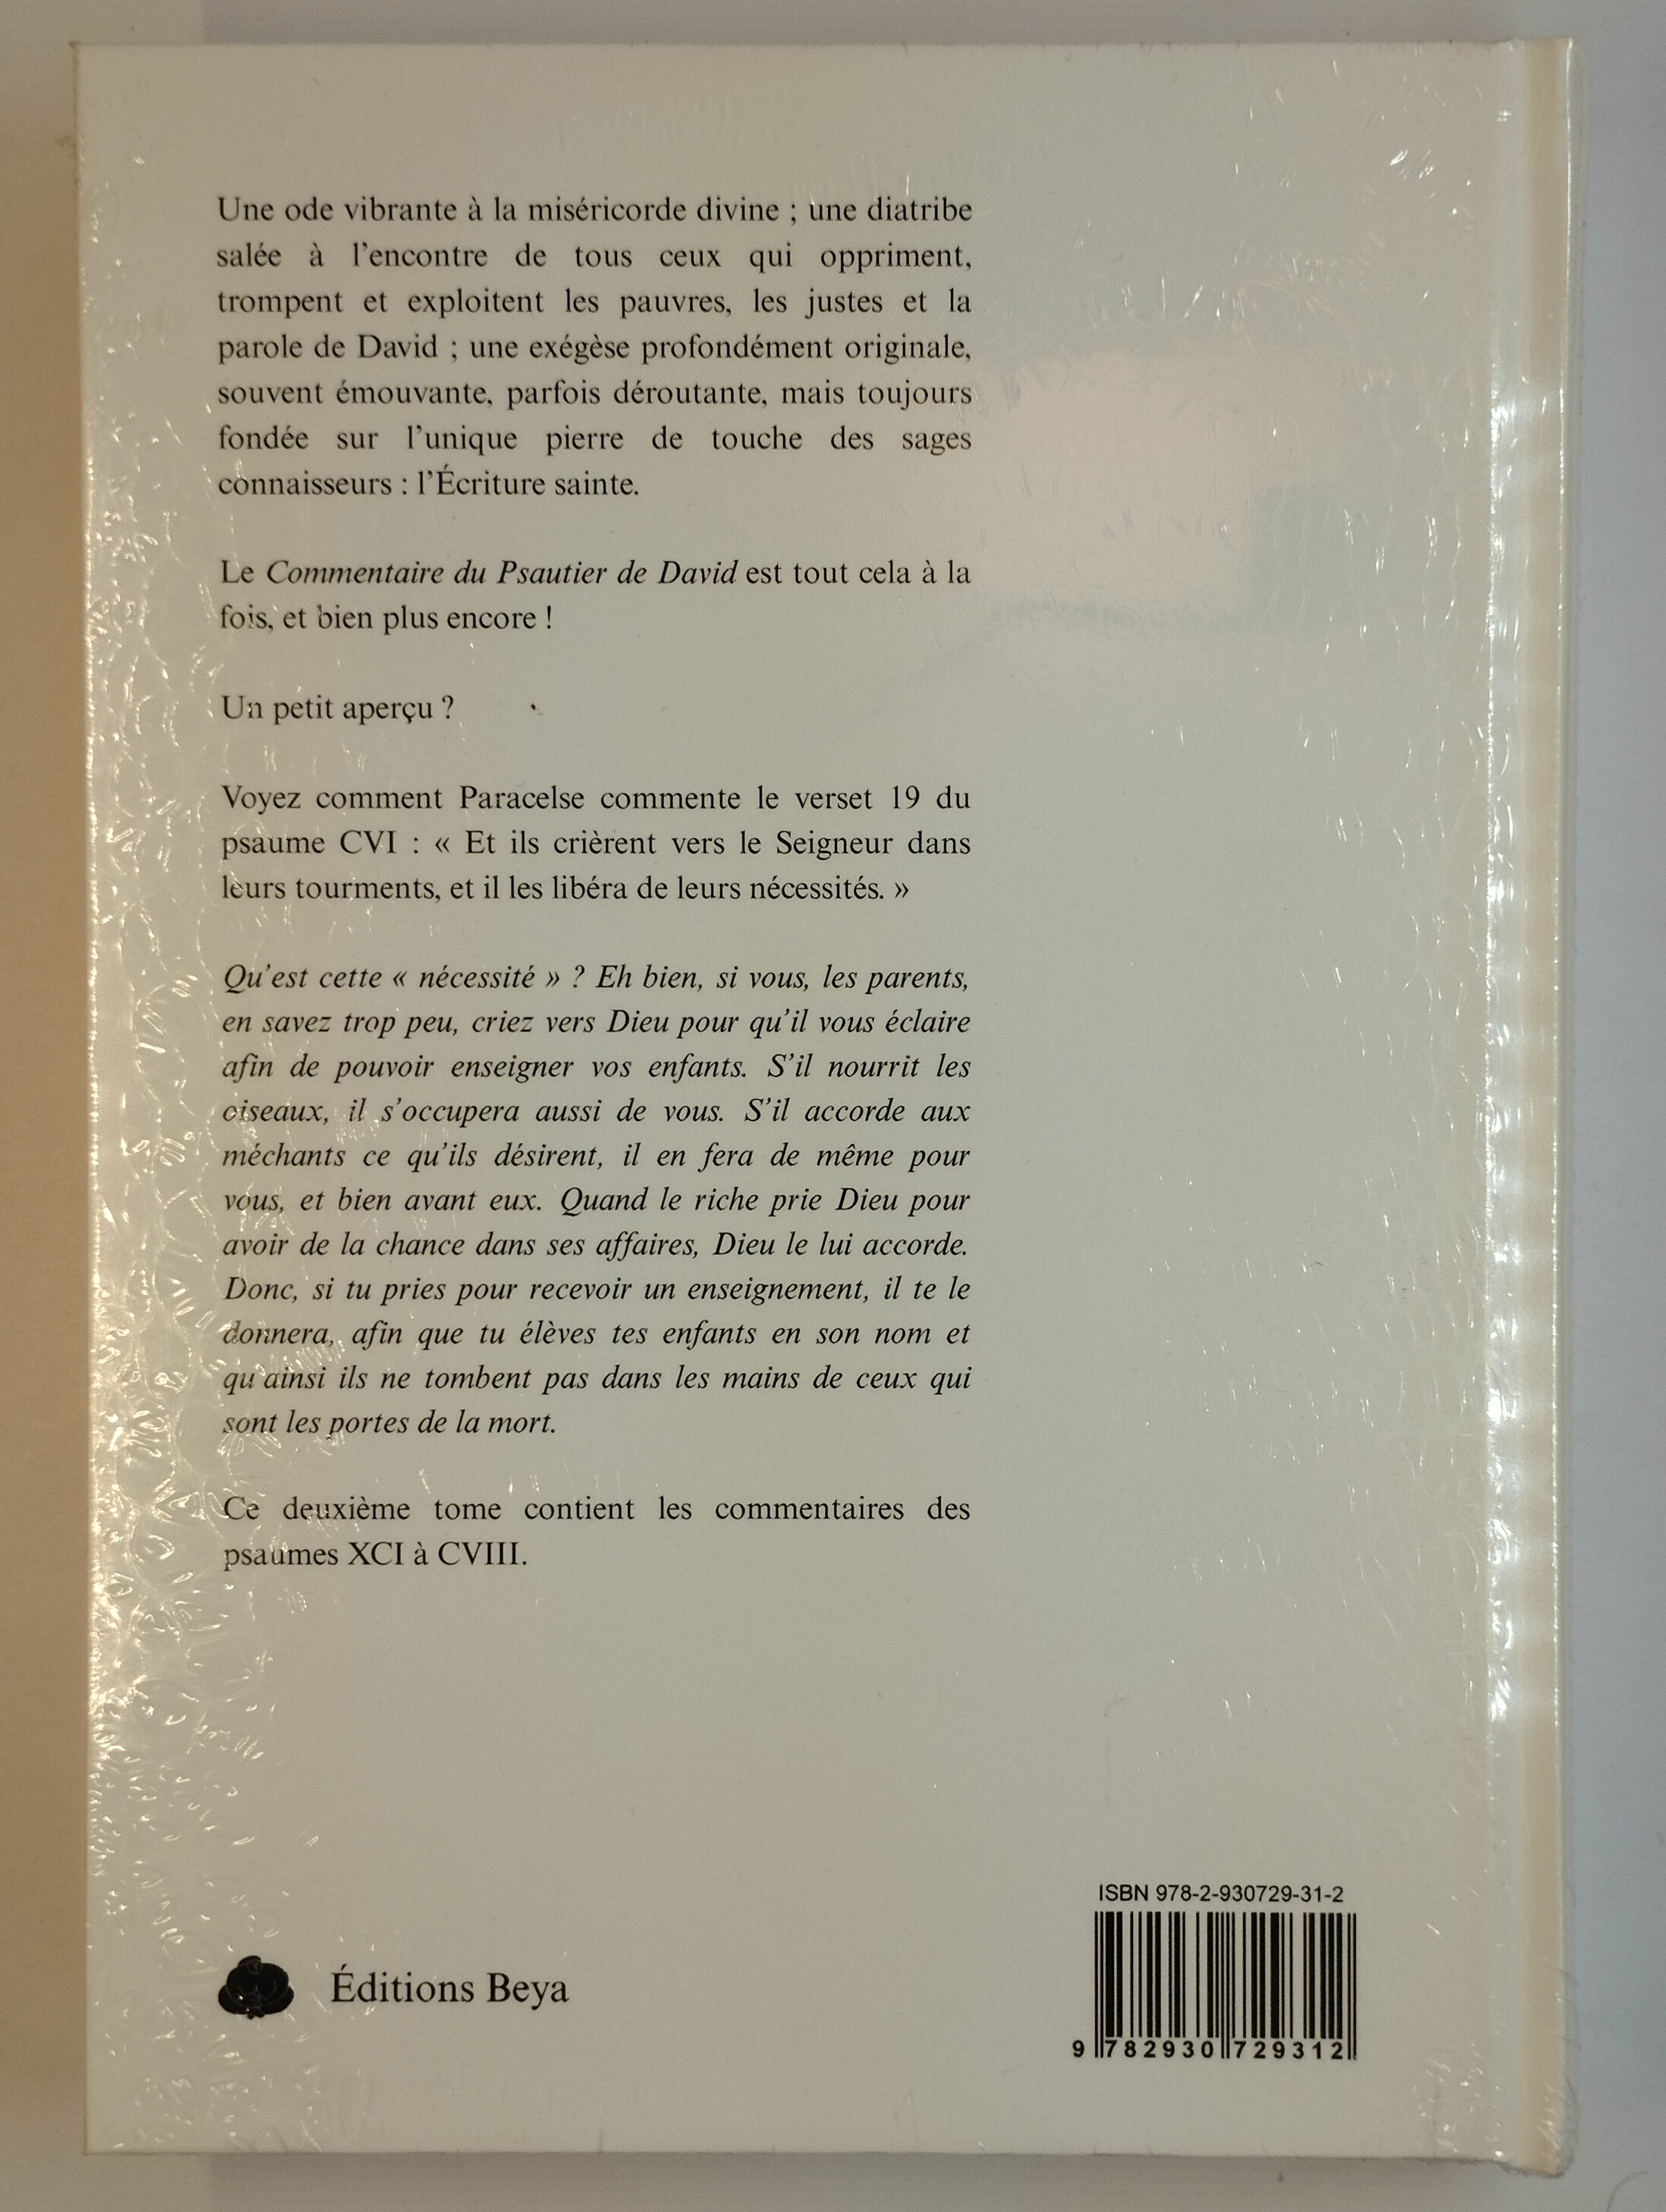 Une ode vibrante à la miséricorde divine ; une diatribe
salée à l'encontre de tous ceux qui oppriment,
trompent et exploitent les pauvres, les justes et la
parole de David ; une exégèse profondément originale,
souvent émouvante, parfois déroutante, mais toujours
fondée sur l'unique pierre de touche des sages
connaisseurs : l'Écriture sainte.
Le Commentaire du Psautier de David est tout cela à la
fois, et bien plus encore !
Un petit aperçu ?
Voyez comment Paracelse commente le verset 19 du
psaume CVI : « Et ils crièrent vers le Seigneur dans
leurs tourments, et il les libéra de leurs nécessités. »
Qu'est cette « nécessité » ? Eh bien, si vous, les parents,
en savez trop peu, criez vers Dieu pour qu'il vous éclaire
afin de pouvoir enseigner vos enfants. S'il nourrit les
oiseaux, il s'occupera aussi de vous. S'il accorde aux
méchants ce qu'ils désirent, il en fera de même pour
vous, et bien avant eux. Quand le riche prie Dieu pour
avoir de la chance dans ses affaires, Dieu le lui accorde.
Donc, si tu pries pour recevoir un enseignement, il te le
donnera, afin que tu élèves tes enfants en son nom et
qu'ainsi ils ne tombent pas dans les mains de ceux qui
sont les portes de la mort.
Ce deuxième tome contient les commentaires des
psaumes XCI à CVIII.
ISBN 978-2-930729-31-2
9 782930 729312
Éditions Beya